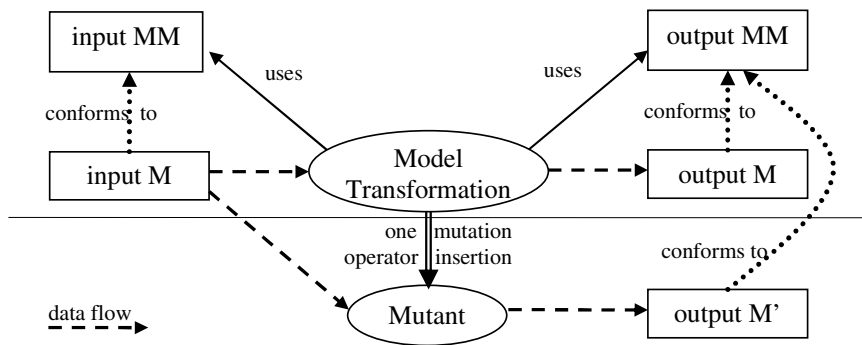 input MM
output MM
uses
uses
conforms to
conforms to
Model
Transformation
input M
output M
one mutation
operator insertion
conforms to
data flow
Mutant
output M’